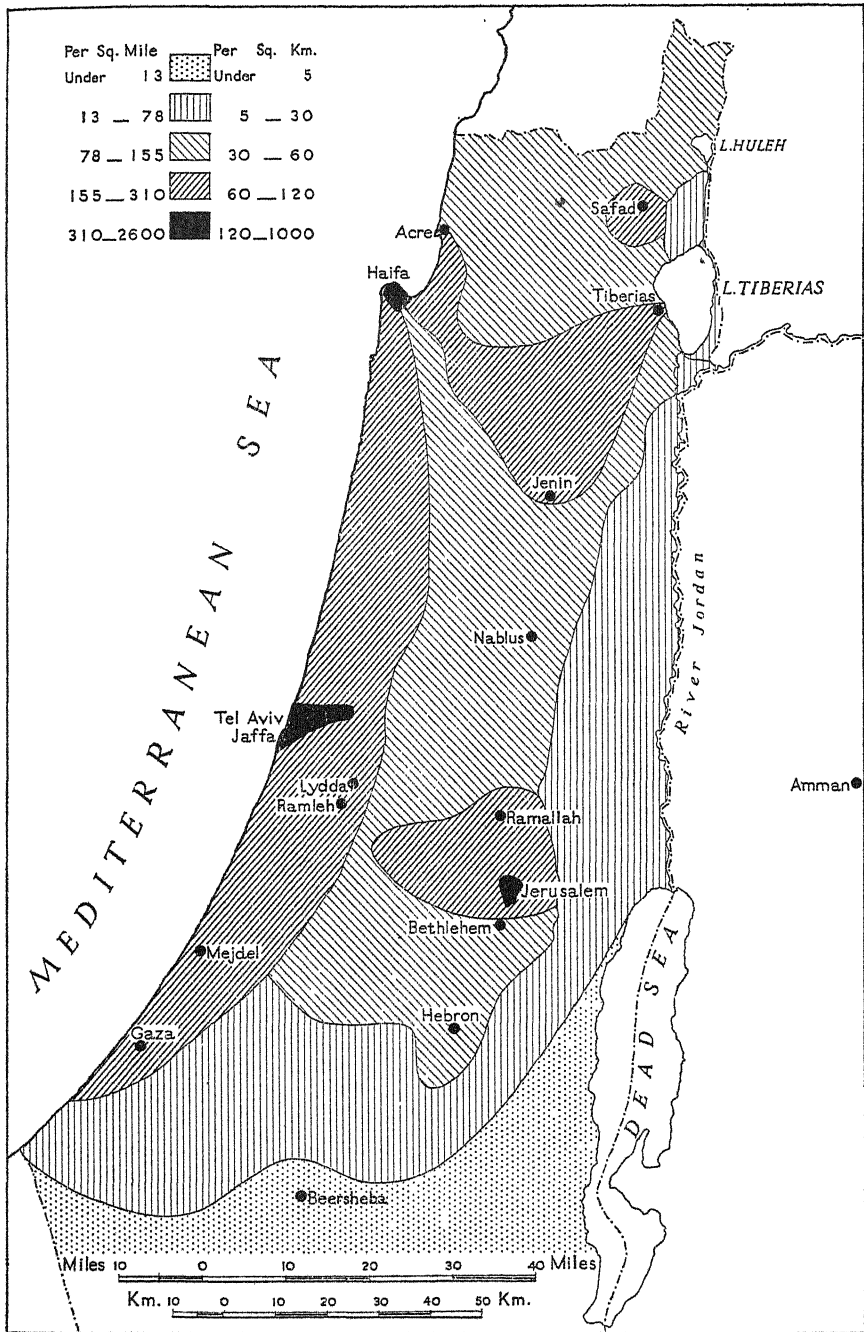 Per Sq. Mile Per Sq. Km.
Under 13 Under 5
13 — 78 5 — 30
78 — 155 30 — 60
155 — 310 60 — 120
310 — 2600 120 — 1000
L. HULEH
Safad
Acre
Haifa
Tiberias
L. TIBERIAS
MEDITERRANEAN SEA
Jenin
Nablus
River Jordan
Tel Aviv
Jaffa
Lydda
Ramleh
Ramallah
Amman
Jerusalem
Bethlehem
Mejdel
Hebron
Gaza
DEAD SEA
Beersheba
Miles 10 0 10 20 30 40 Miles
Km. 10 0 10 20 30 40 50 Km.